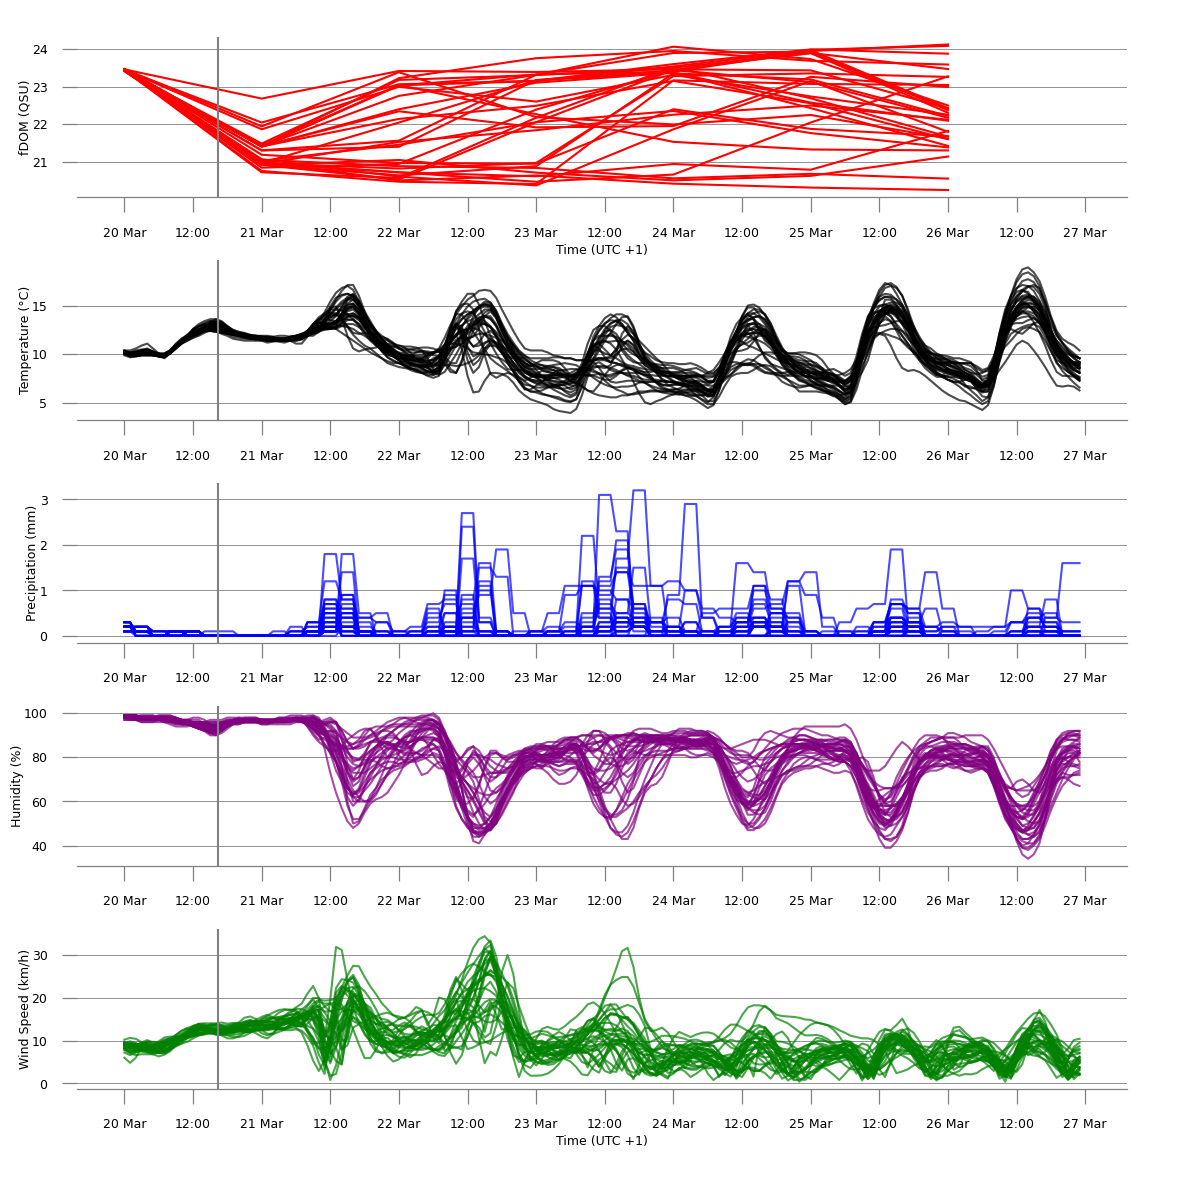 24
23
22
21
fDOM (QSU)
20 Mar 12:00 21 Mar 12:00 22 Mar 12:00 23 Mar 12:00 24 Mar 12:00 25 Mar 12:00 26 Mar 12:00 27 Mar
Time (UTC +1)
15
10
5
Temperature (°C)
20 Mar 12:00 21 Mar 12:00 22 Mar 12:00 23 Mar 12:00 24 Mar 12:00 25 Mar 12:00 26 Mar 12:00 27 Mar
3
2
1
0
Precipitation (mm)
20 Mar 12:00 21 Mar 12:00 22 Mar 12:00 23 Mar 12:00 24 Mar 12:00 25 Mar 12:00 26 Mar 12:00 27 Mar
100
80
60
40
Humidity (%)
20 Mar 12:00 21 Mar 12:00 22 Mar 12:00 23 Mar 12:00 24 Mar 12:00 25 Mar 12:00 26 Mar 12:00 27 Mar
30
20
10
0
Wind Speed (km/h)
20 Mar 12:00 21 Mar 12:00 22 Mar 12:00 23 Mar 12:00 24 Mar 12:00 25 Mar 12:00 26 Mar 12:00 27 Mar
Time (UTC +1)